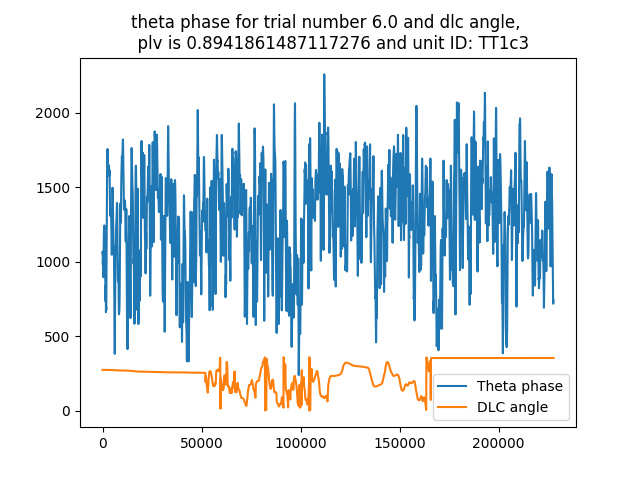 theta phase for trial number 6.0 and dlc angle,
plv is 0.8941861487117276 and unit ID: TT1c3
2000
1500
1000
500
0
0
50000
100000
150000
200000
Theta phase
DLC angle